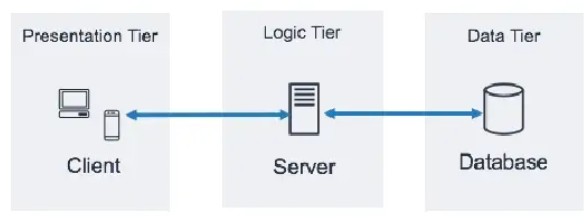 Presentation Tier
Logic Tier
Data Tier
Client
Server
Database